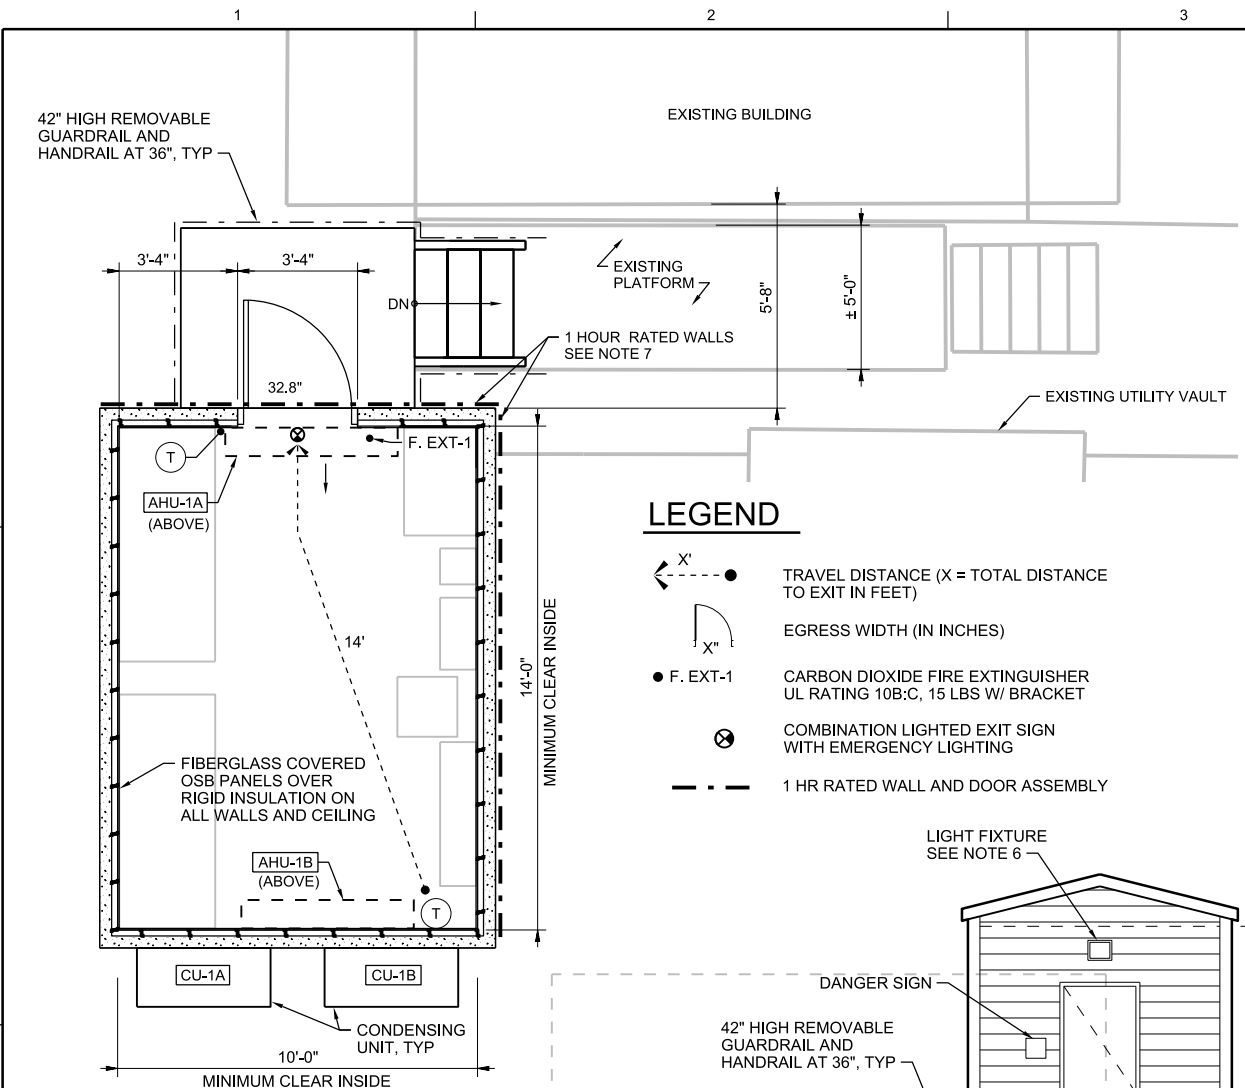 1
2
3
42" HIGH REMOVABLE
GUARDRAIL AND
HANDRAIL AT 36", TYP
EXISTING BUILDING
3'-4"
3'-4"
EXISTING
PLATFORM
DN
5'-8"
± 5'-0"
1 HOUR  RATED WALLS
SEE NOTE 7
32.8"
EXISTING UTILITY VAULT
T
F. EXT-1
AHU-1A
(ABOVE)
LEGEND
X'
TRAVEL DISTANCE (X = TOTAL DISTANCE
TO EXIT IN FEET)
X"
EGRESS WIDTH (IN INCHES)
F. EXT-1
CARBON DIOXIDE FIRE EXTINGUISHER
UL RATING 10B:C, 15 LBS W/ BRACKET
COMBINATION LIGHTED EXIT SIGN
WITH EMERGENCY LIGHTING
1 HR RATED WALL AND DOOR ASSEMBLY
14'
14'-0"
MINIMUM CLEAR INSIDE
FIBERGLASS COVERED
OSB PANELS OVER
RIGID INSULATION ON
ALL WALLS AND CEILING
AHU-1B
(ABOVE)
T
CU-1A
CU-1B
CONDENSING
UNIT, TYP
10'-0"
MINIMUM CLEAR INSIDE
LIGHT FIXTURE
SEE NOTE 6
DANGER SIGN
42" HIGH REMOVABLE
GUARDRAIL AND
HANDRAIL AT 36", TYP